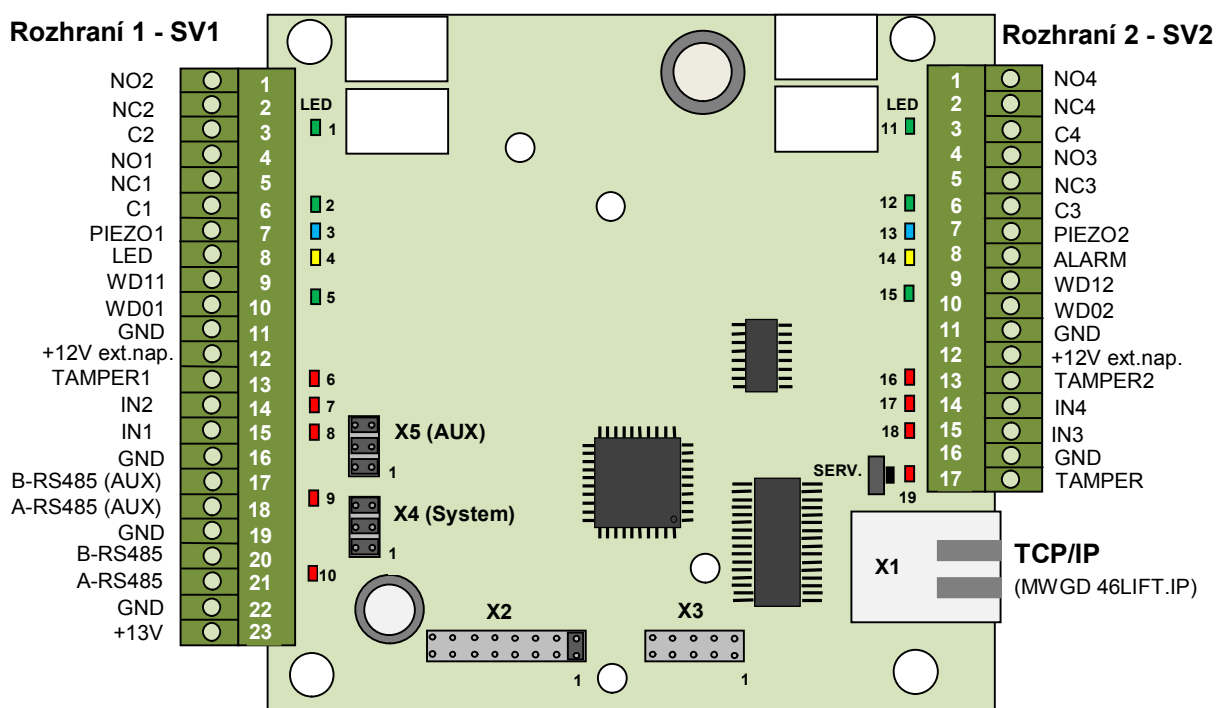 Rozhraní 1 - SV1
NO2 1
NC2 2
C2 3
NO1 4
NC1 5
C1 6
PIEZO1 7
LED 8
WD11 9
WD01 10
GND 11
+12V ext.nap. 12
TAMPER1 13
IN2 14
IN1 15
GND 16
B-RS485 (AUX) 17
A-RS485 (AUX) 18
GND 19
B-RS485 20
A-RS485 21
GND 22
+13V 23
LED
1
2
3
4
5
6
7
8
9
10
X5 (AUX)
1
X4 (System)
1
X2
1
X3
1
LED
11
12
13
14
15
16
17
18
SERV.
19
X1
TCP/IP
(MWGD 46LIFT.IP)
Rozhraní 2 - SV2
1 NO4
2 NC4
3 C4
4 NO3
5 NC3
6 C3
7 PIEZO2
8 ALARM
9 WD12
10 WD02
11 GND
12 +12V ext.nap.
13 TAMPER2
14 IN4
15 IN3
16 GND
17 TAMPER